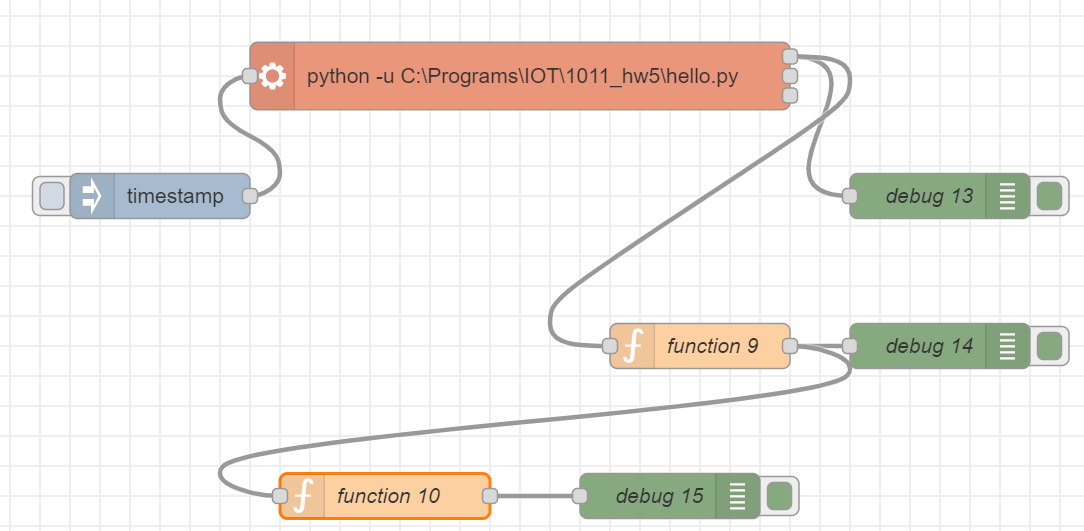 python -u C:\Programs\IOT\1011_hw5\hello.py
timestamp
debug 13
function 9
debug 14
function 10
debug 15